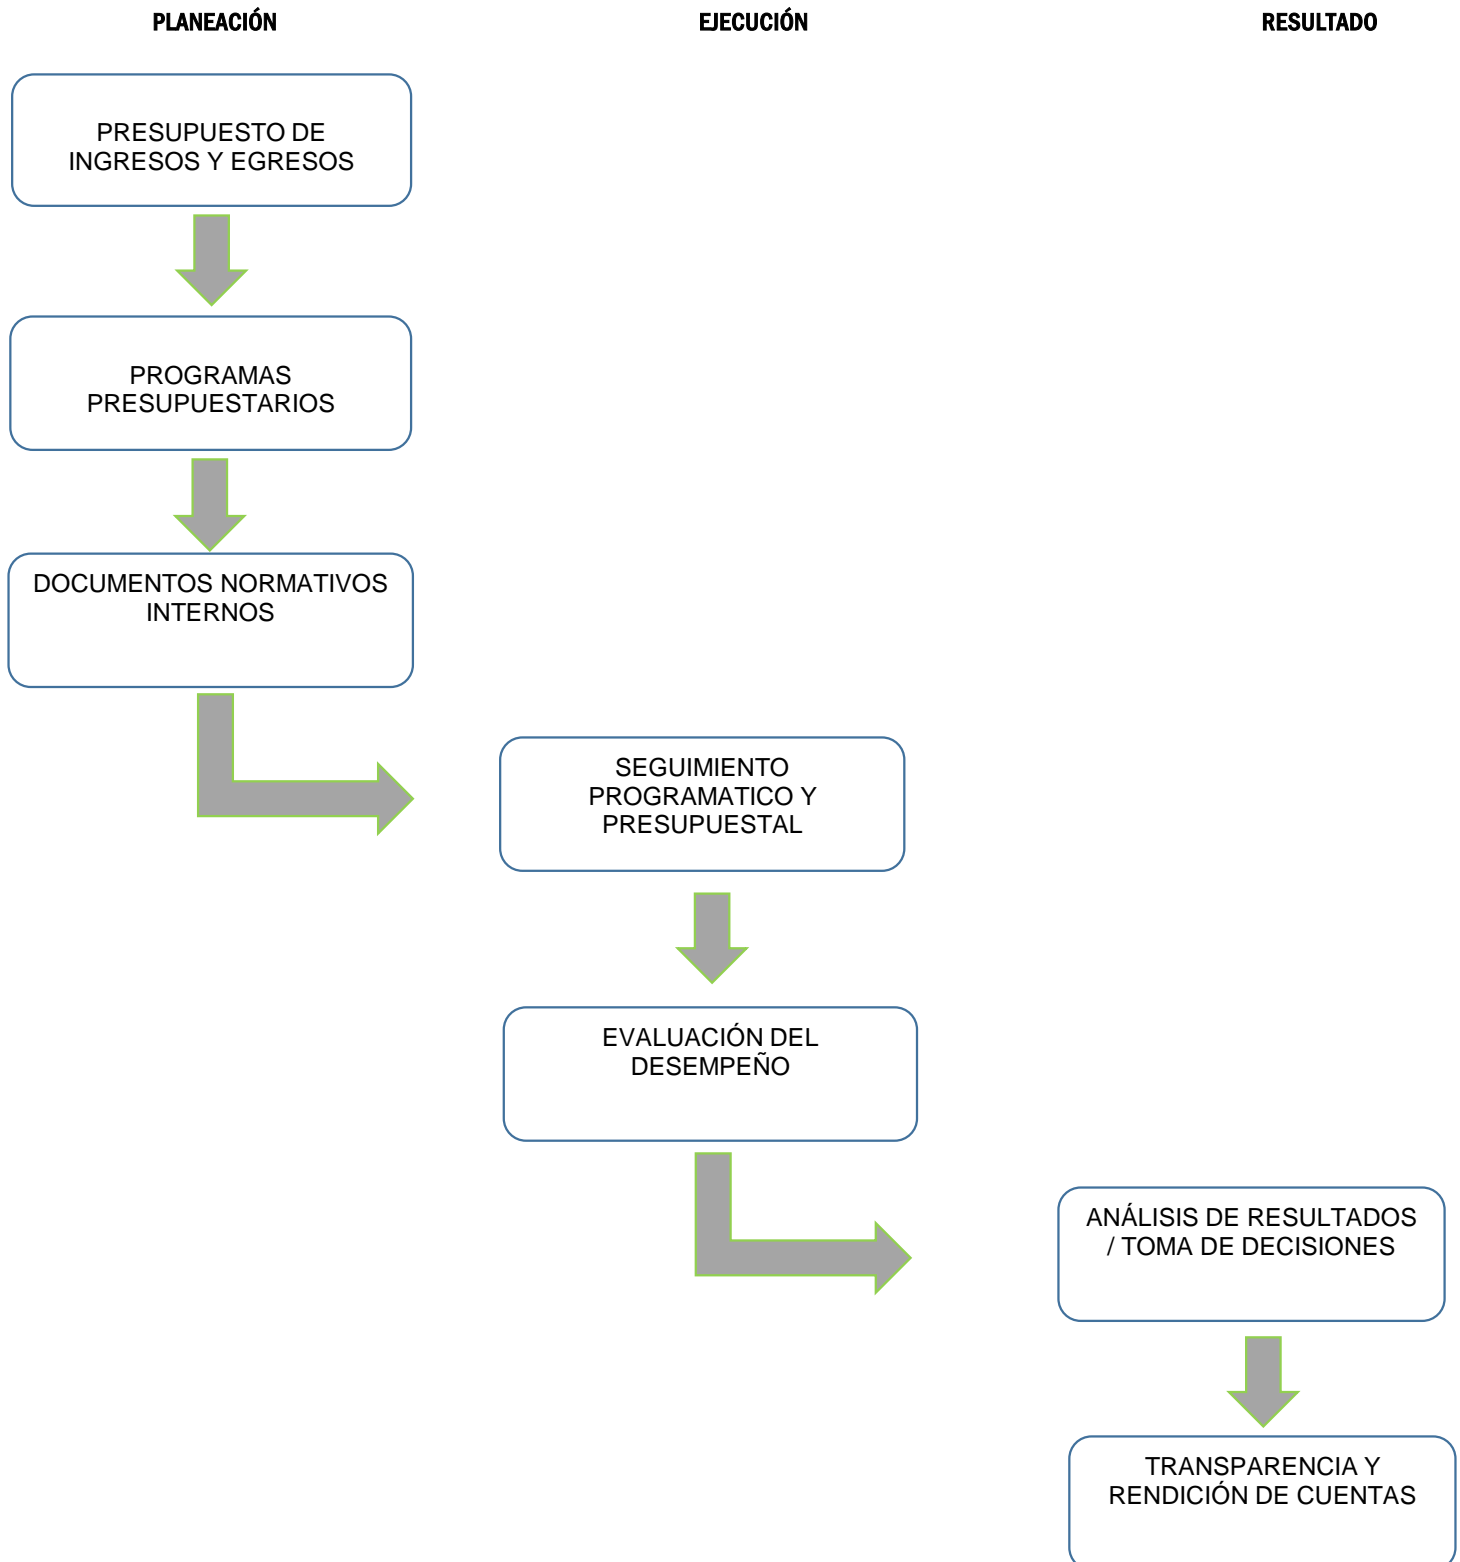 PLANEACIÓN
EJECUCIÓN
RESULTADO
PRESUPUESTO DE
INGRESOS Y EGRESOS
PROGRAMAS
PRESUPUESTARIOS
DOCUMENTOS NORMATIVOS
INTERNOS
SEGUIMIENTO
PROGRAMATICO Y
PRESUPUESTAL
EVALUACIÓN DEL
DESEMPEÑO
ANÁLISIS DE RESULTADOS
/ TOMA DE DECISIONES
TRANSPARENCIA Y
RENDICIÓN DE CUENTAS